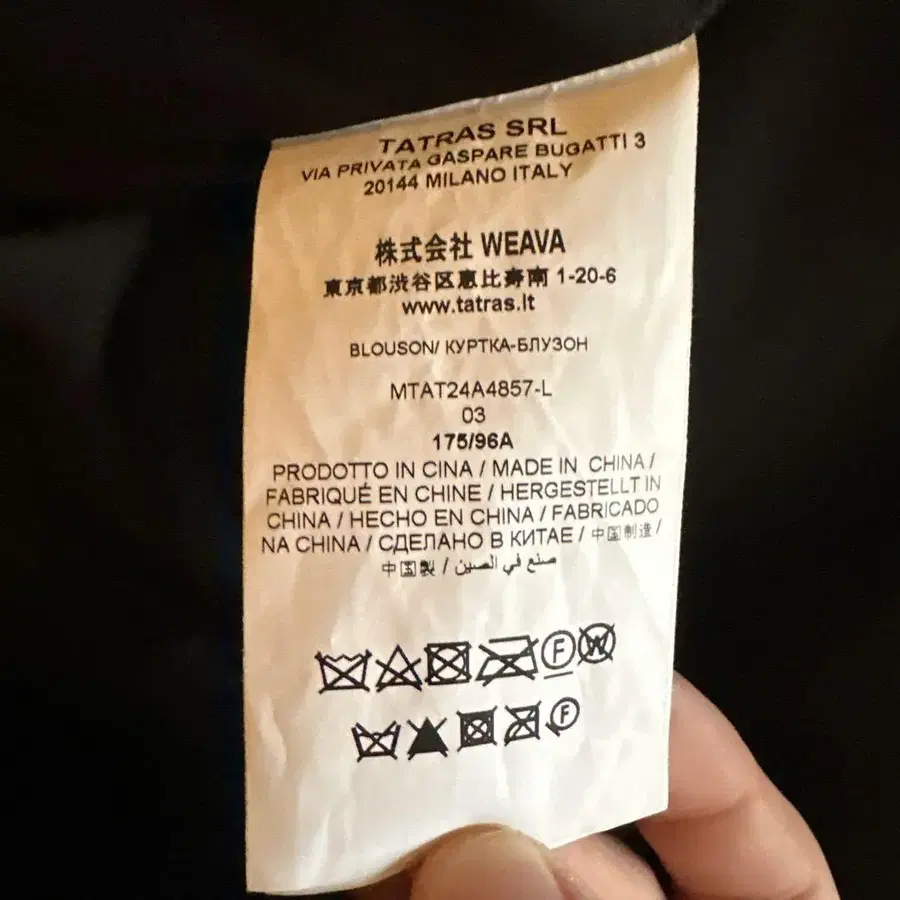 TATRAS SRL
VIA PRIVATA GASPARE BUGATTI 3
20144 MILANO ITALY
株式会社 WEAVA
東京都渋谷区恵比寿南 1-20-6
www.tatras.it
BLOUSON/ КУРТКА-БЛУЗОН
MTAT24A4857-L
03
175/96A
PRODOTTO IN CINA / MADE IN CHINA /
FABRIQUÉ EN CHINE / HERGESTELLT IN
CHINA / HECHO EN CHINA / FABRICADO
NA CHINA / СДЕЛАНО В КИТАЕ / 中国制造 /
中国製 / صنع في الصين
F W
F